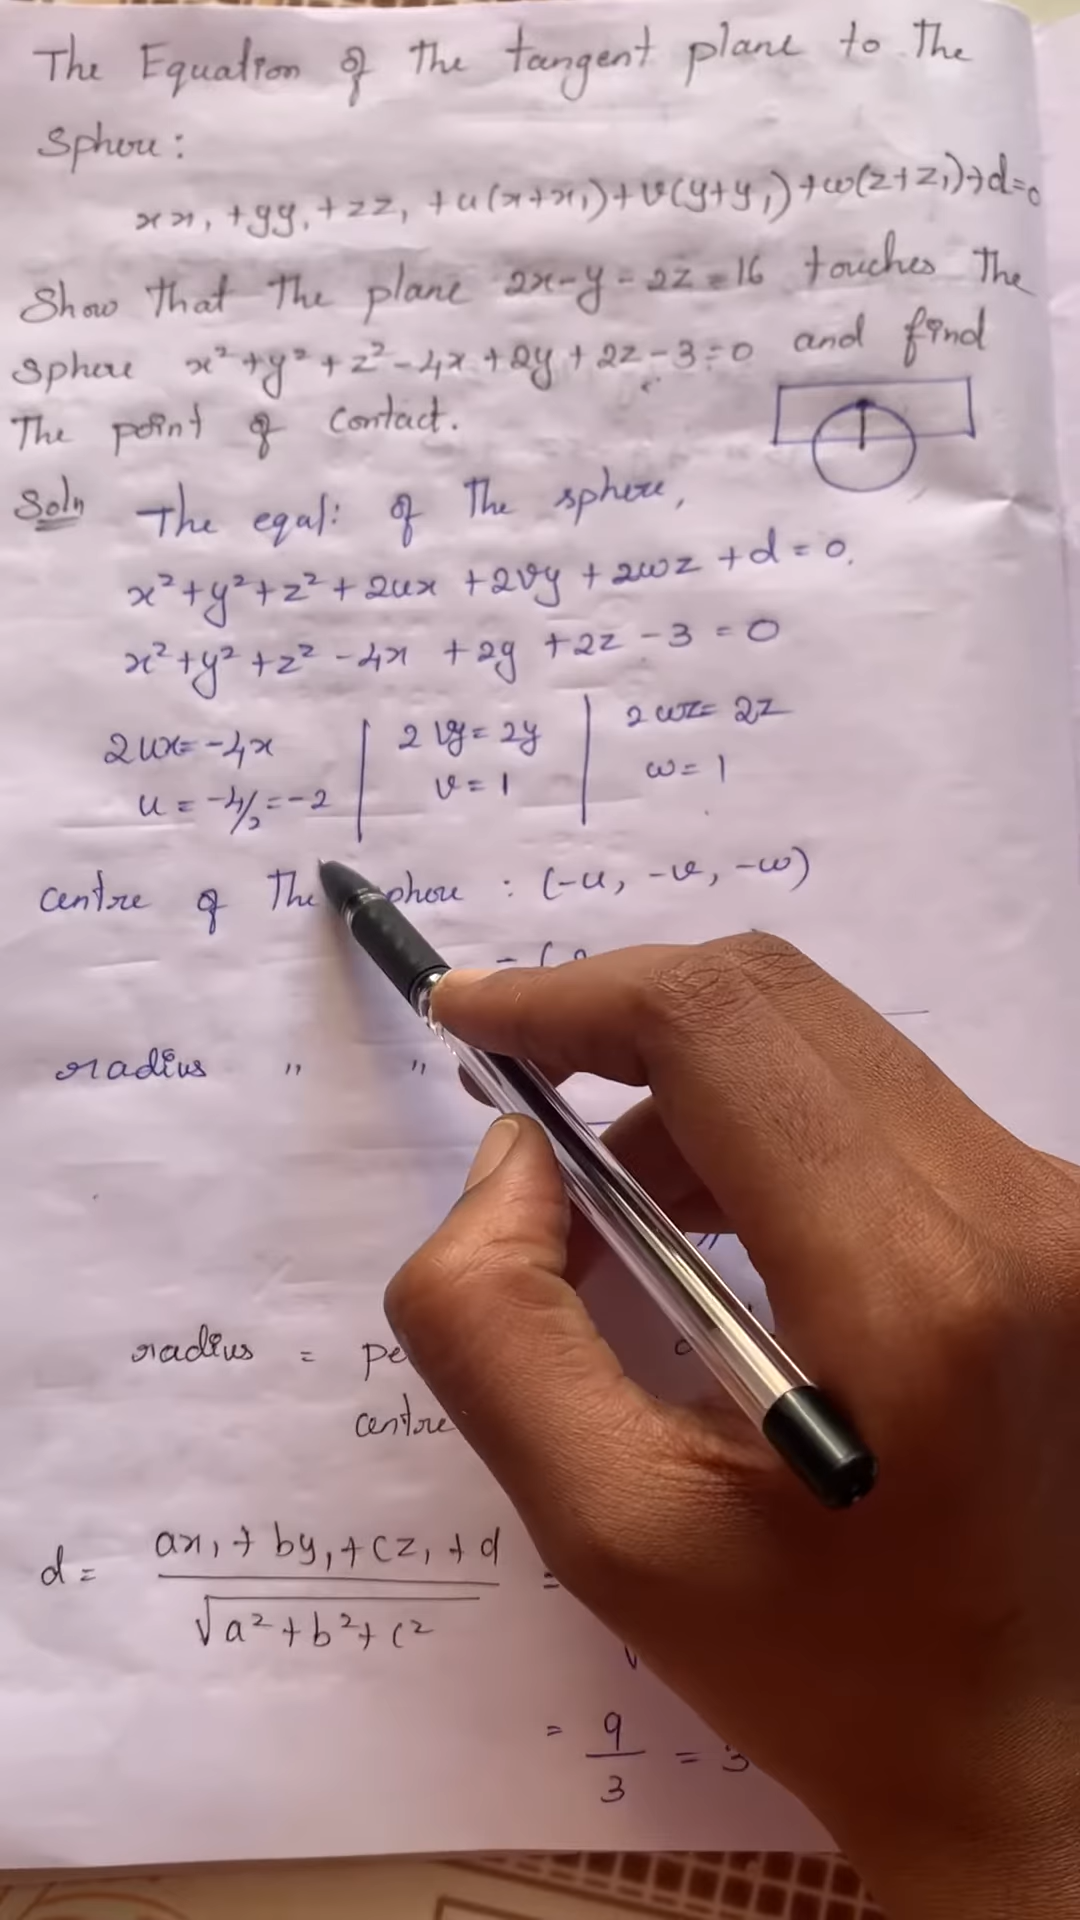 The Equation of the tangent plane to the
Sphere:
xx₁ + yy₁ + zz₁ + u(x+x₁) + v(y+y₁) + w(z+z₁) + d = 0
Show that the plane 2x - y - 2z = 16 touches the
sphere x² + y² + z² - 4x + 2y + 2z - 3 = 0 and find
the point of contact.
Soln The eqal: of the sphere,
x² + y² + z² + 2ux + 2vy + 2wz + d = 0.
x² + y² + z² - 4x + 2y + 2z - 3 = 0
2ux = -4x | 2vy = 2y | 2wz = 2z
u = -4/2 = -2 | v = 1 | w = 1
centre of the sphere : (-u, -v, -w)
= (
radius " "
"
radius =
centre
d = ax₁ + by₁ + cz₁ + d / √a² + b² + c² =
= 9/3 = 3